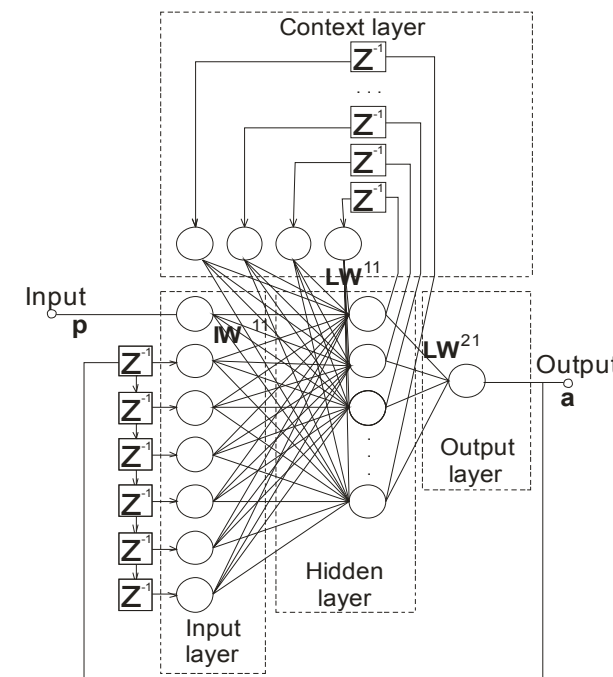 Context layer
Z⁻¹
. . .
Z⁻¹
Z⁻¹
Z⁻¹
LW¹¹
Input
p
IW¹¹
LW²¹
Output
a
Z⁻¹
Z⁻¹
Z⁻¹
Z⁻¹
Z⁻¹
Z⁻¹
Output
layer
Hidden
layer
Input
layer